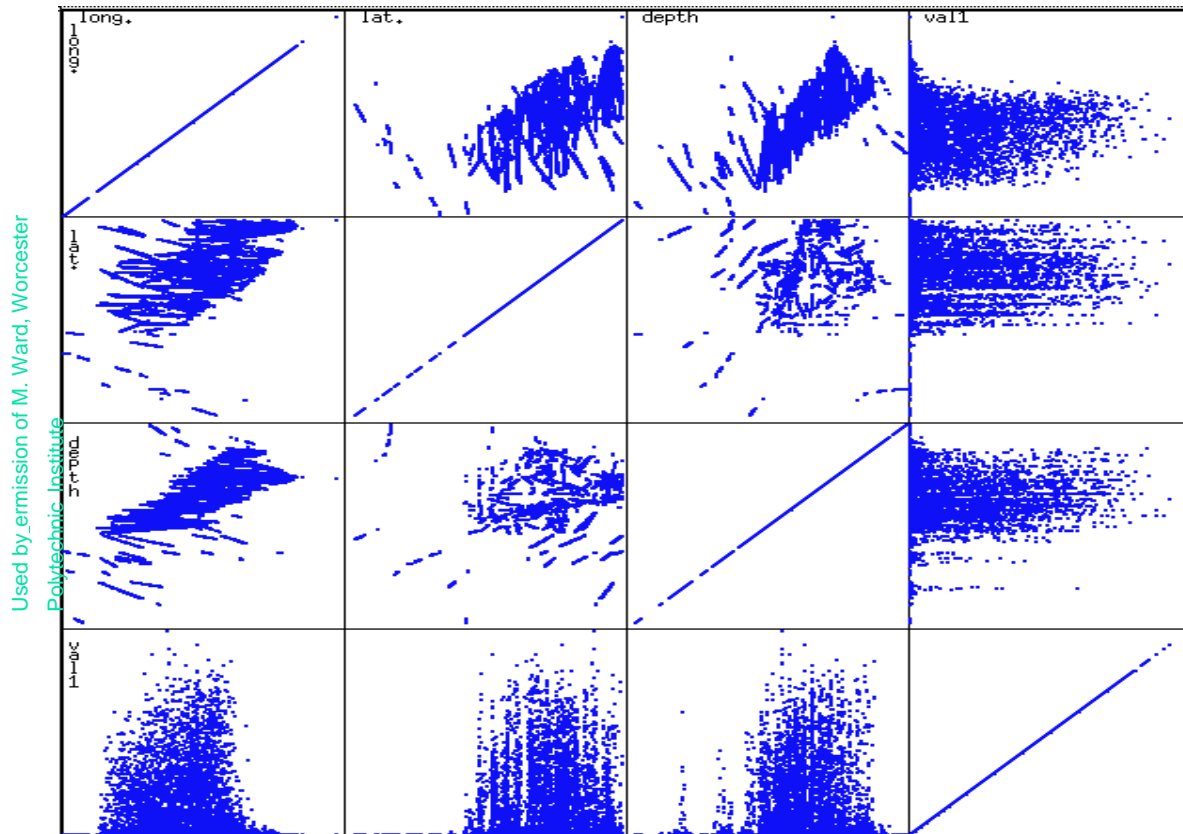 long. lat. depth val1
long.
lat.
depth
val1
Used by ermission of M. Ward, Worcester
Polytechnic Institute